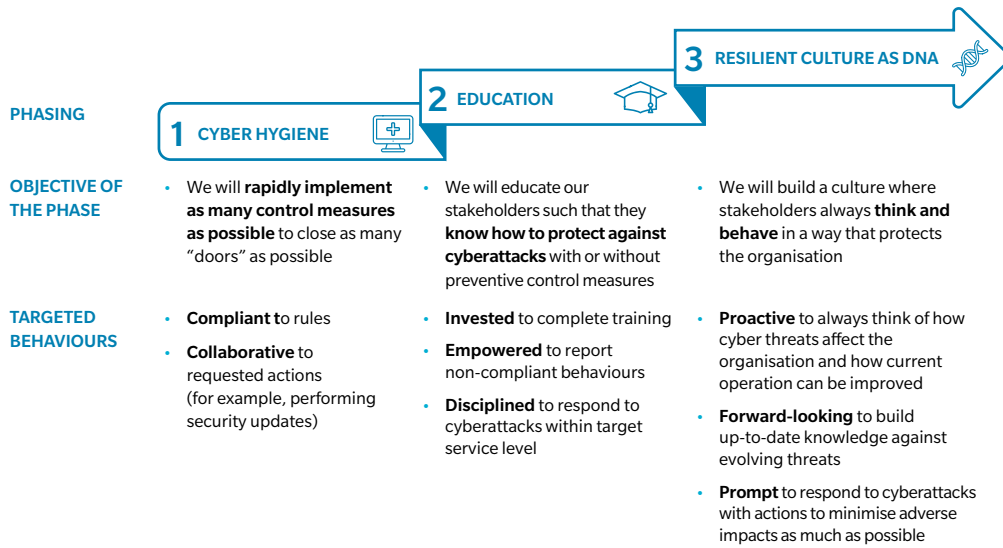 3 RESILIENT CULTURE AS DNA
2 EDUCATION
PHASING
1 CYBER HYGIENE
OBJECTIVE OF
THE PHASE
• We will rapidly implement
as many control measures
as possible to close as many
“doors” as possible
• We will educate our
stakeholders such that they
know how to protect against
cyberattacks with or without
preventive control measures
• We will build a culture where
stakeholders always think and
behave in a way that protects
the organisation
TARGETED
BEHAVIOURS
• Compliant to rules
• Collaborative to
requested actions
(for example, performing
security updates)
• Invested to complete training
• Empowered to report
non-compliant behaviours
• Disciplined to respond to
cyberattacks within target
service level
• Proactive to always think of how
cyber threats affect the
organisation and how current
operation can be improved
• Forward-looking to build
up-to-date knowledge against
evolving threats
• Prompt to respond to cyberattacks
with actions to minimise adverse
impacts as much as possible